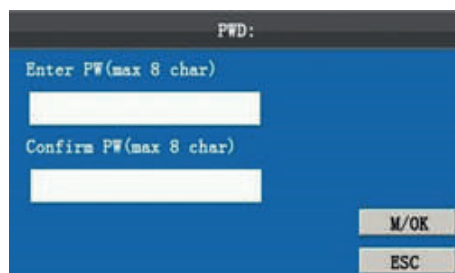 PWD:
Enter PW(max 8 char)
Confirm PW(max 8 char)
M/OK
ESC